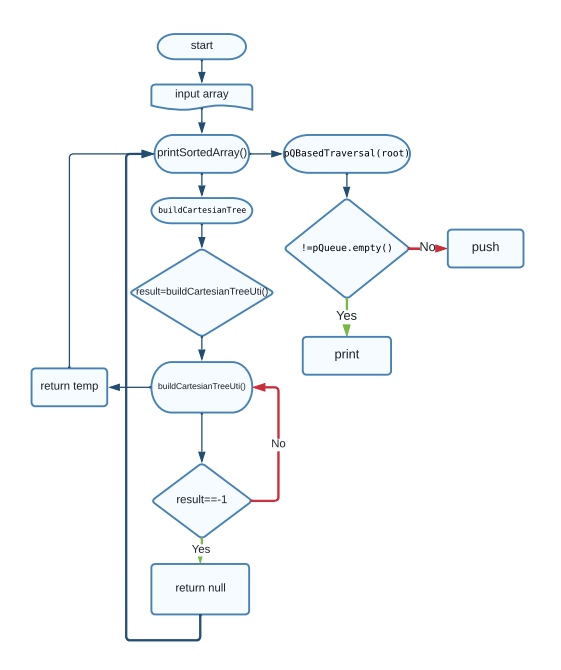 start
input array
printSortedArray()
pQBasedTraversal(root)
buildCartesianTree
!=pQueue.empty()
No
push
result=buildCartesianTreeUti()
Yes
print
return temp
buildCartesianTreeUti()
No
result==-1
Yes
return null